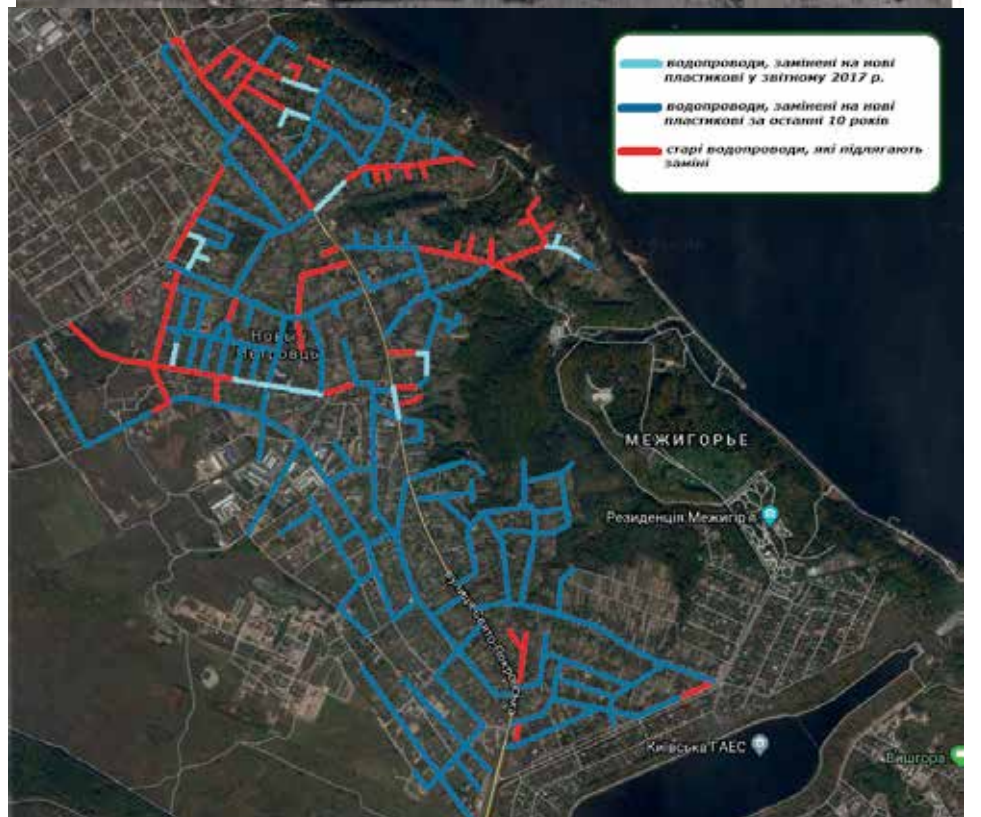 водопроводи, замінені на нові
пластикові у звітному 2017 р.
водопроводи, замінені на нові
пластикові за останні 10 років
старі водопроводи, які підлягають
заміні
МЕЖИГОРЬЕ
Резиденція Межигір'я
Київська ГАЕС
Вишгора